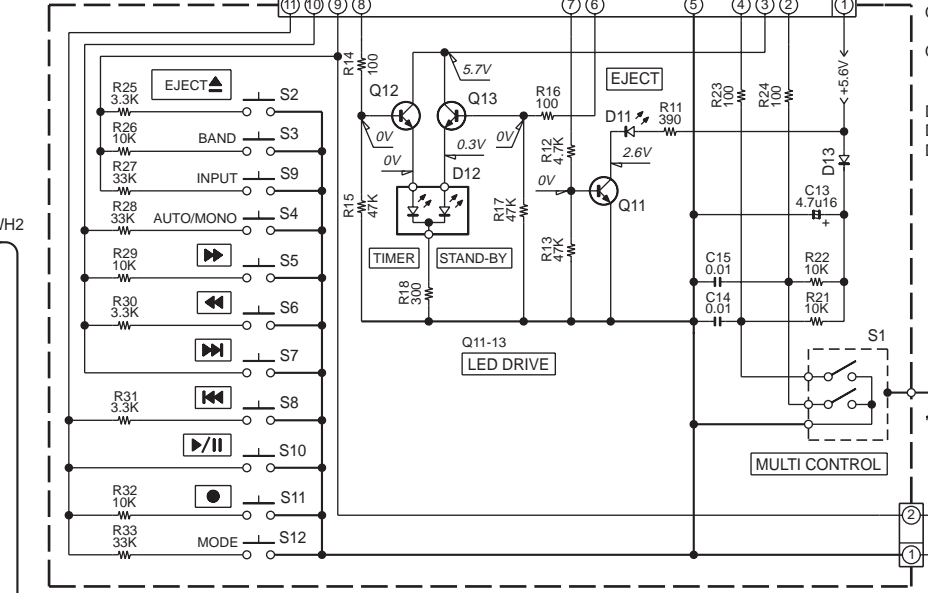 11 10 9 8 7 6 5 4 3 2 1
R14
100
5.7V
EJECT
EJECT
R23
100
R24
100
+5.6V
R25
3.3K
S2
Q12
Q13
R16
100
D11
R11
390
R26
10K
BAND
S3
0V
0V
R12
4.7K
2.6V
D13
0V
0.3V
R27
33K
INPUT
S9
D12
0V
Q11
C13
4.7u16
+
R28
33K
AUTO/MONO
S4
R15
47K
R17
47K
WH2
R29
10K
S5
TIMER
STAND-BY
R13
47K
C15
0.01
R22
10K
R30
3.3K
S6
R18
300
C14
0.01
R21
10K
Q11-13
LED DRIVE
S1
S7
R31
3.3K
S8
S10
MULTI CONTROL
R32
10K
S11
2
R33
33K
MODE
S12
1